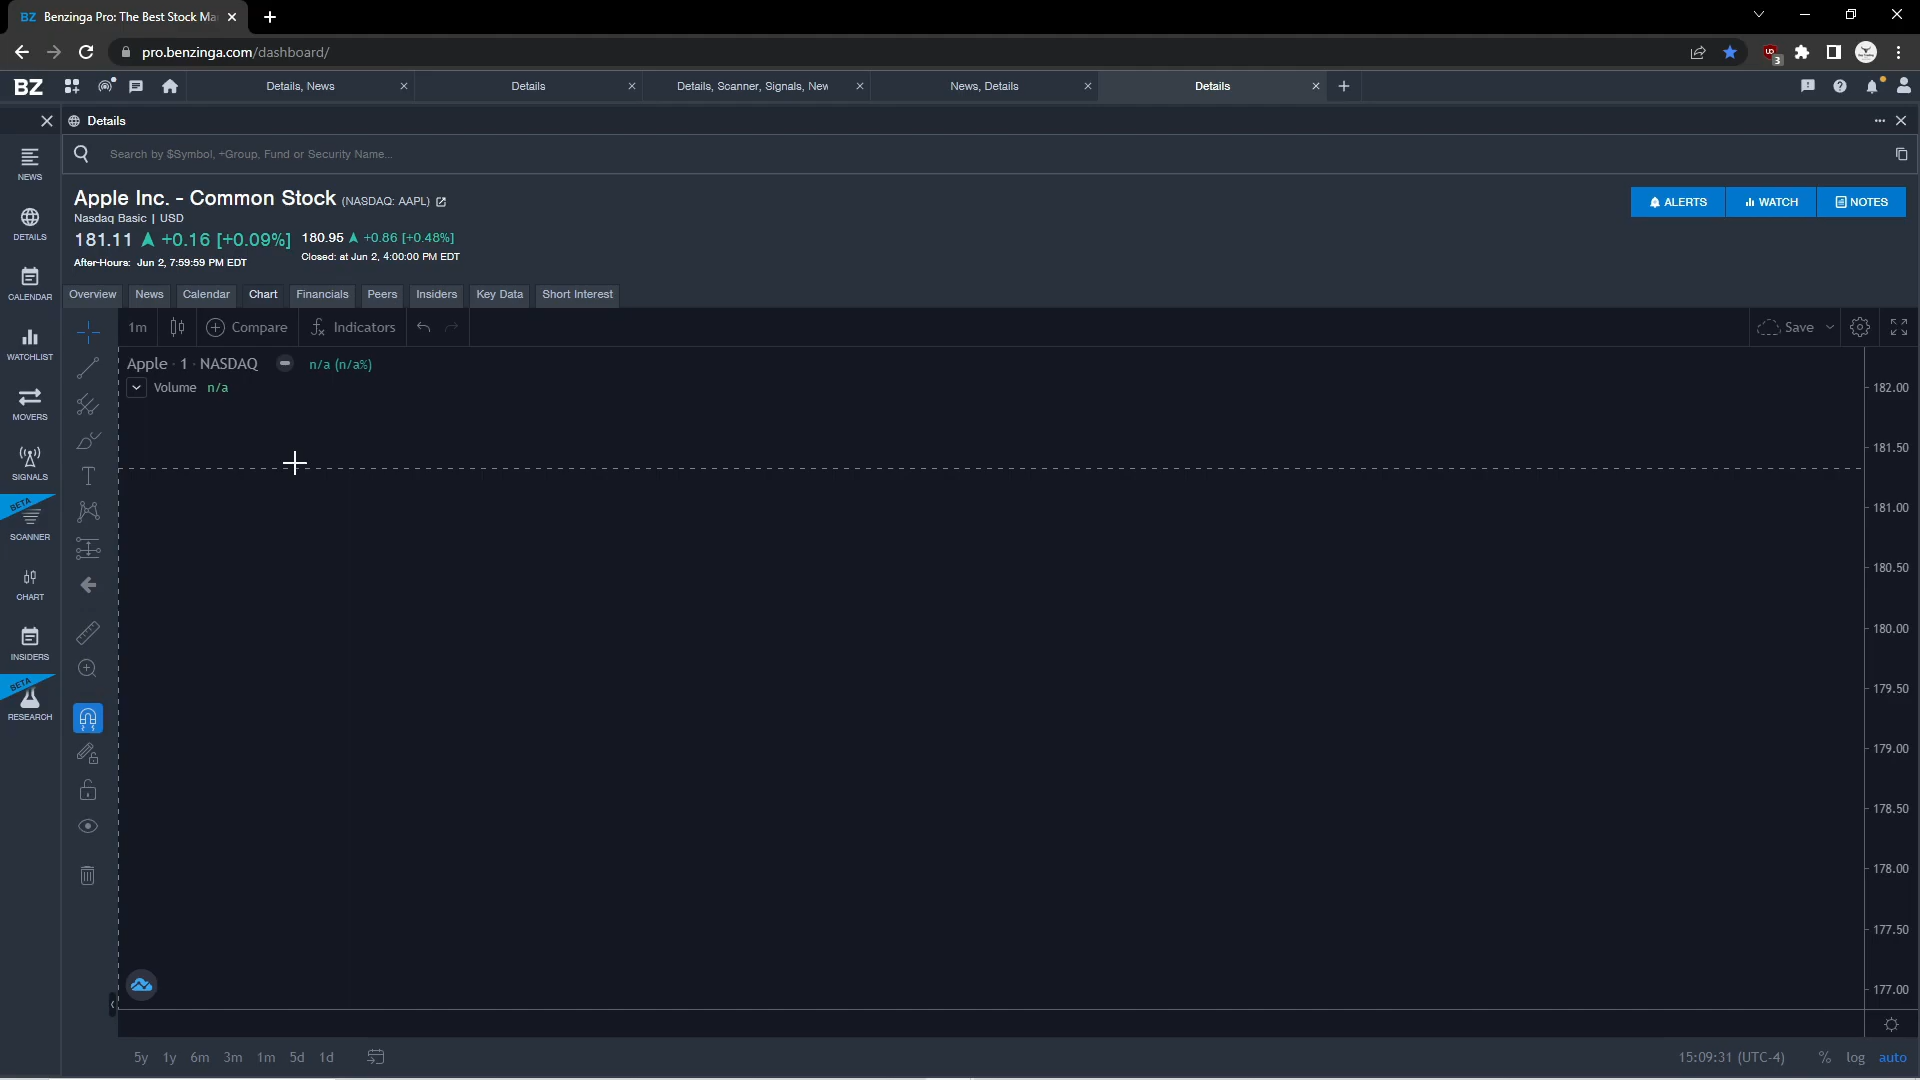 BZ Benzinga Pro: The Best Stock Ma
pro.benzinga.com/dashboard/
3
BZ
Details, News
Details
Details, Scanner, Signals, New
News, Details
Details
Details
Search by $Symbol, +Group, Fund or Security Name...
Apple Inc. - Common Stock (NASDAQ: AAPL)
Nasdaq Basic | USD
181.11 +0.16 [+0.09%] 180.95 +0.86 [+0.48%]
After-Hours: Jun 2, 7:59:59 PM EDT Closed: at Jun 2, 4:00:00 PM EDT
ALERTS WATCH NOTES
Overview News Calendar Chart Financials Peers Insiders Key Data Short Interest
1m Compare Indicators Save
Apple · 1 · NASDAQ n/a (n/a%)
Volume n/a
NEWS
DETAILS
CALENDAR
WATCHLIST
MOVERS
SIGNALS
BETA
SCANNER
CHART
INSIDERS
BETA
RESEARCH
182.00
181.50
181.00
180.50
180.00
179.50
179.00
178.50
178.00
177.50
177.00
5y 1y 6m 3m 1m 5d 1d
15:09:31 (UTC-4) % log auto